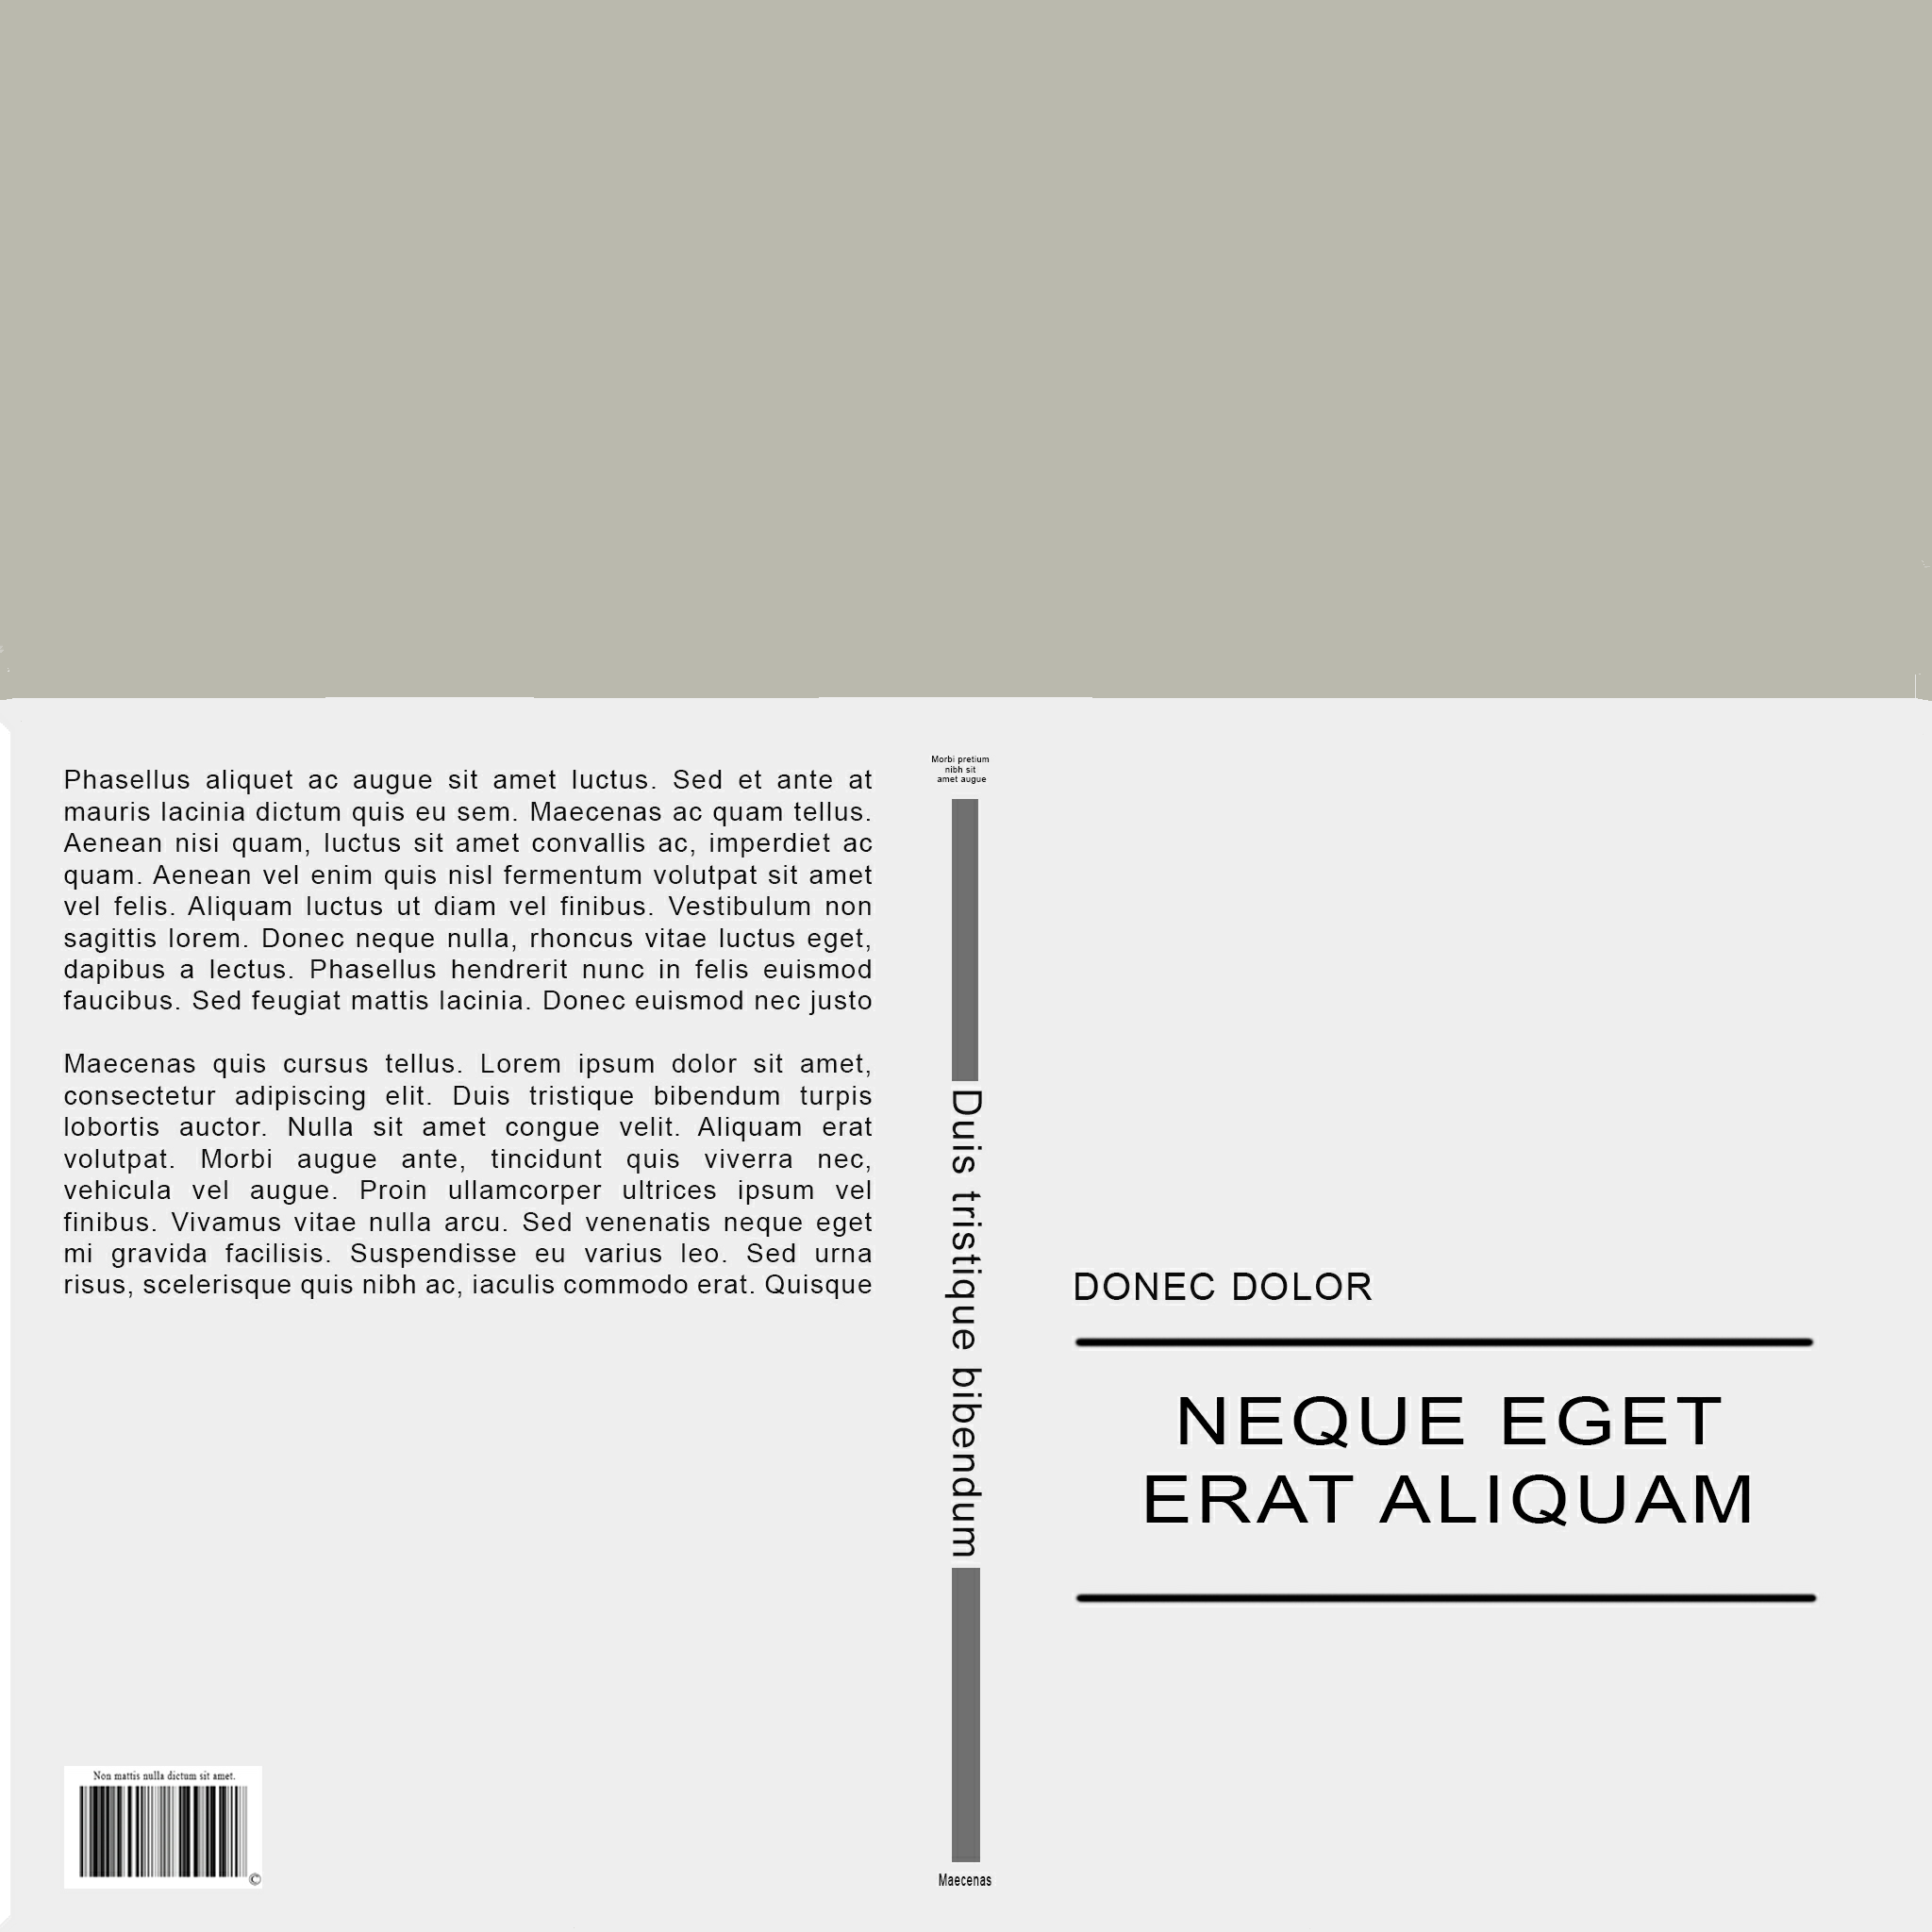 Phasellus aliquet ac augue sit amet luctus. Sed et ante at
mauris lacinia dictum quis eu sem. Maecenas ac quam tellus.
Aenean nisi quam, luctus sit amet convallis ac, imperdiet ac
quam. Aenean vel enim quis nisl fermentum volutpat sit amet
vel felis. Aliquam luctus ut diam vel finibus. Vestibulum non
sagittis lorem. Donec neque nulla, rhoncus vitae luctus eget,
dapibus a lectus. Phasellus hendrerit nunc in felis euismod
faucibus. Sed feugiat mattis lacinia. Donec euismod nec justo
Maecenas quis cursus tellus. Lorem ipsum dolor sit amet,
consectetur adipiscing elit. Duis tristique bibendum turpis
lobortis auctor. Nulla sit amet congue velit. Aliquam erat
volutpat. Morbi augue ante, tincidunt quis viverra nec,
vehicula vel augue. Proin ullamcorper ultrices ipsum vel
finibus. Vivamus vitae nulla arcu. Sed venenatis neque eget
mi gravida facilisis. Suspendisse eu varius leo. Sed urna
risus, scelerisque quis nibh ac, iaculis commodo erat. Quisque
Non mattis nulla dictum sit amet.
©
Morbi pretium
nibh sit
amet augue
Duis tristique bibendum
Maecenas
DONEC DOLOR
NEQUE EGET
ERAT ALIQUAM